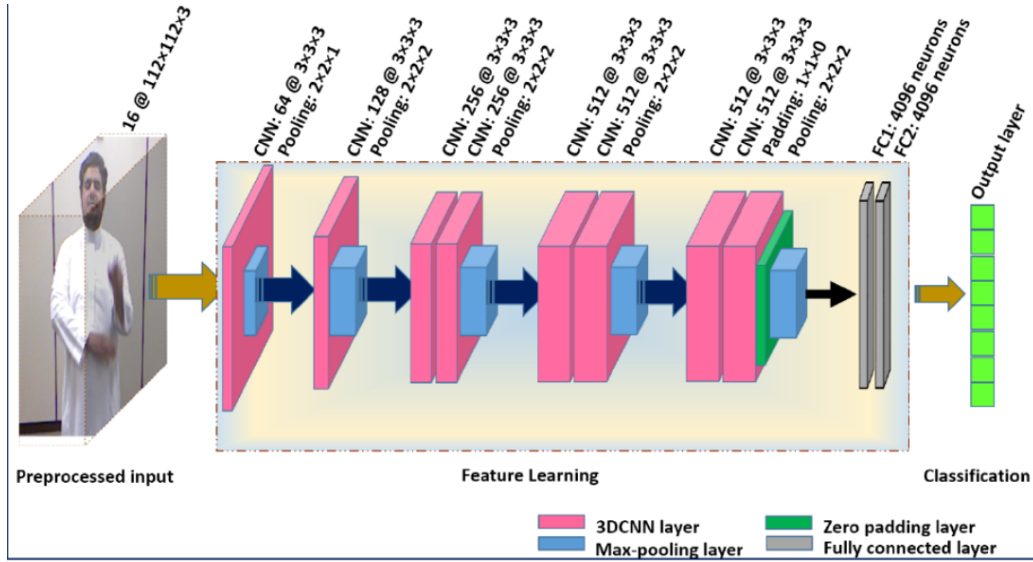 16 @ 112×112×3
CNN: 64 @ 3×3×3
Pooling: 2×2×1
CNN: 128 @ 3×3×3
Pooling: 2×2×2
CNN: 256 @ 3×3×3
CNN: 256 @ 3×3×3
Pooling: 2×2×2
CNN: 512 @ 3×3×3
CNN: 512 @ 3×3×3
Pooling: 2×2×2
CNN: 512 @ 3×3×3
CNN: 512 @ 3×3×3
Padding: 1×1×0
Pooling: 2×2×2
FC1: 4096 neurons
FC2: 4096 neurons
Output layer
Preprocessed input
Feature Learning
Classification
3DCNN layer
Zero padding layer
Max-pooling layer
Fully connected layer